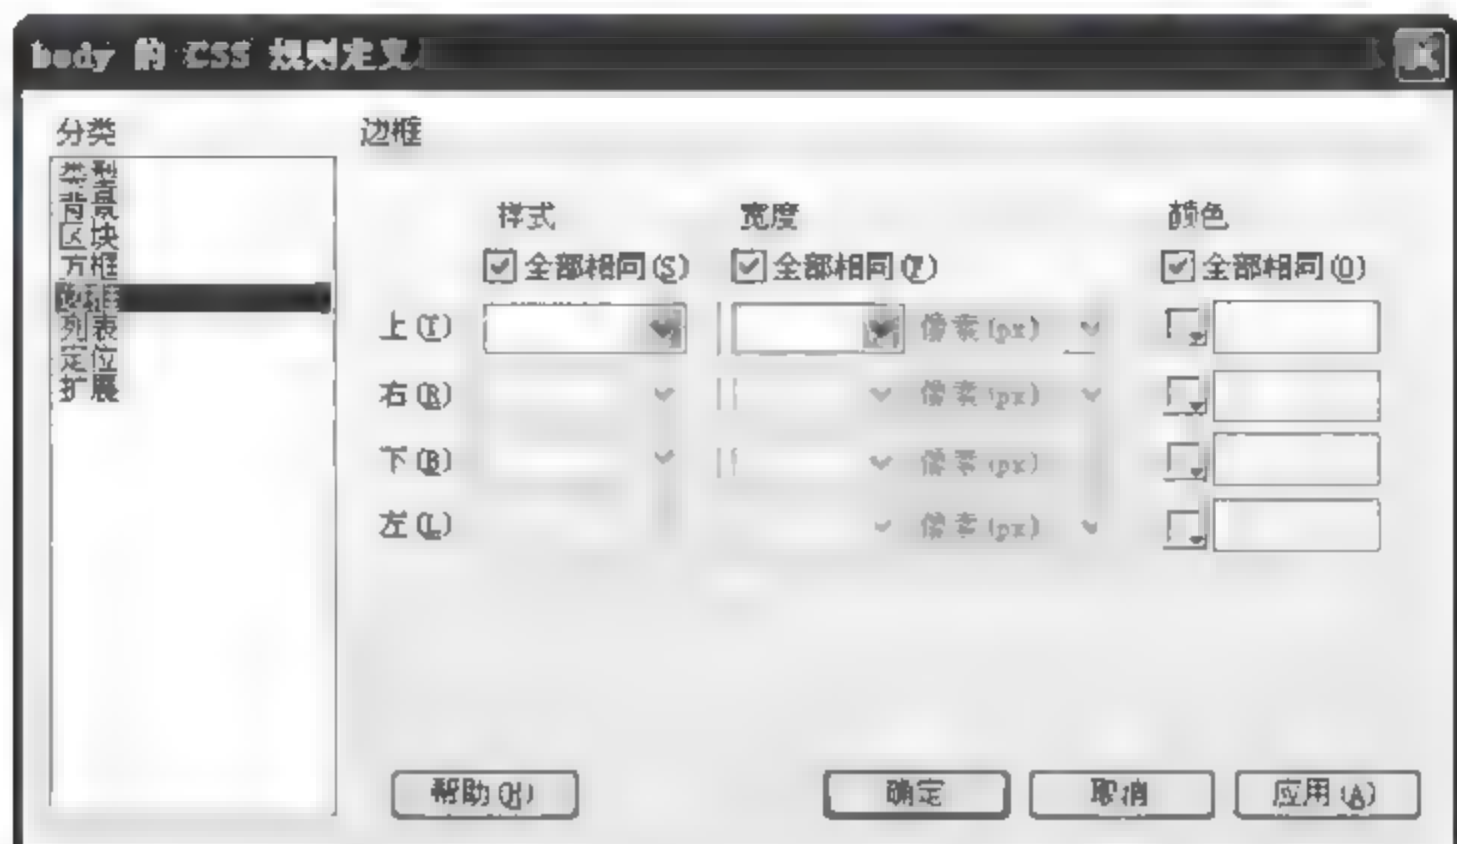 body 的 CSS 规则定义
分类
边框
类型
背景
区块
方框
边框
列表
定位
扩展
样式 宽度 颜色
全部相同(S) 全部相同(F) 全部相同(O)
上(T) 像素(px)
右(R) 像素(px)
下(B) 像素(px)
左(L) 像素(px)
帮助(H) 确定 取消 应用(A)